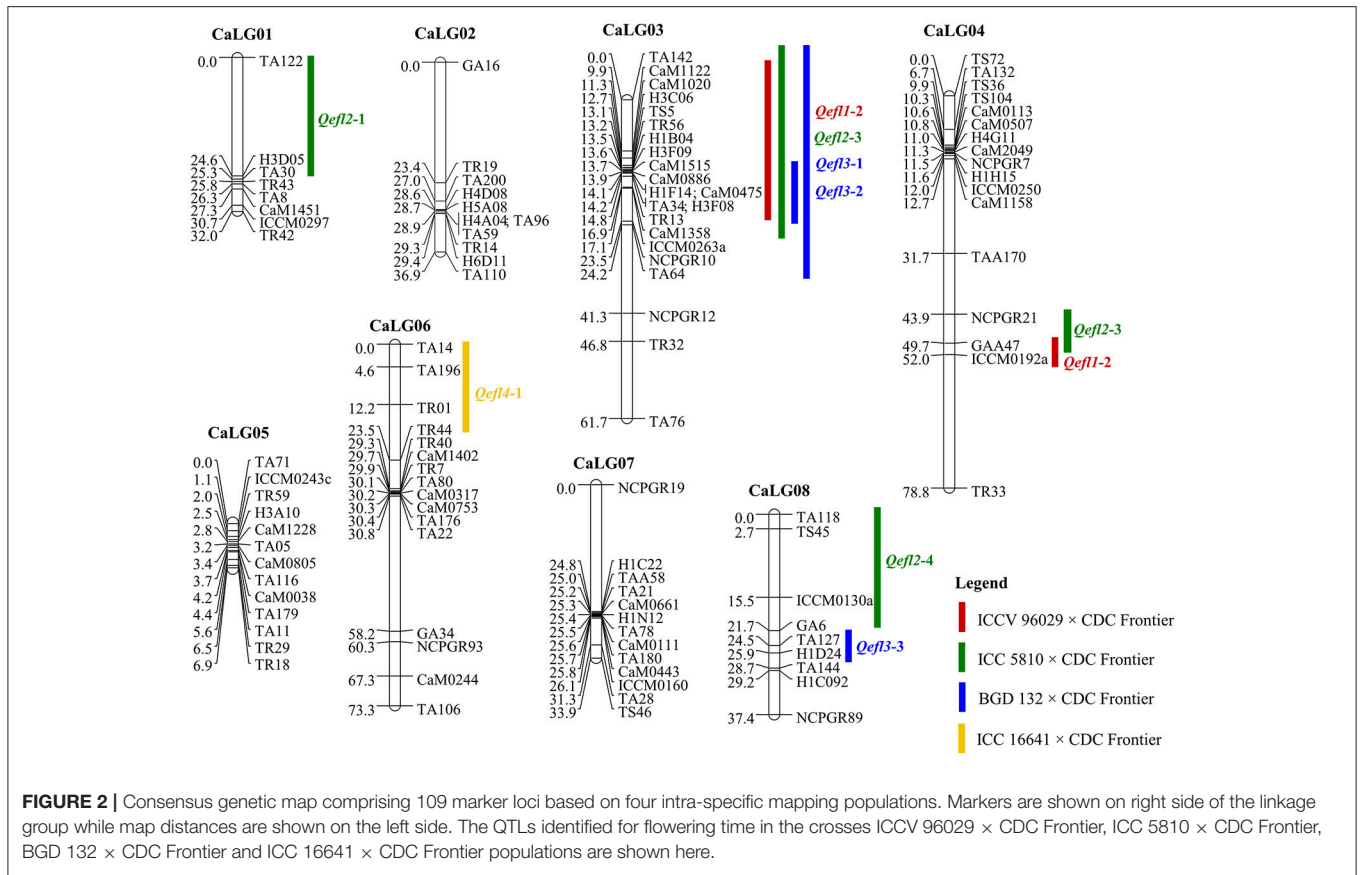 CaLG01
0.0 TA122
24.6 H3D05
25.3 TA30
25.8 TR43
26.3 TA8
27.3 CaM1451
30.7 ICCM0297
32.0 TR42
Qefl2-1
CaLG02
0.0 GA16
23.4 TR19
27.0 TA200
28.6 H4D08
28.7 H5A08
28.9 H4A04; TA96
TA59
29.3 TR14
29.4 H6D11
36.9 TA110
CaLG03
0.0 TA142
9.9 CaM1122
11.3 CaM1020
12.7 H3C06
13.1 TS5
13.2 TR56
13.5 H1B04
13.6 H3F09
13.7 CaM1515
13.9 CaM0886
14.1 H1F14; CaM0475
14.2 TA34; H3F08
14.8 TR13
16.9 CaM1358
17.1 ICCM0263a
23.5 NCPGR10
24.2 TA64
41.3 NCPGR12
46.8 TR32
61.7 TA76
Qefl1-2
Qefl2-3
Qefl3-1
Qefl3-2
CaLG04
0.0 TS72
6.7 TA132
9.9 TS36
10.3 TS104
10.6 CaM0113
10.8 CaM0507
11.0 H4G11
11.3 CaM2049
11.5 NCPGR7
11.6 H1H15
12.0 ICCM0250
12.7 CaM1158
31.7 TAA170
43.9 NCPGR21
49.7 GAA47
52.0 ICCM0192a
78.8 TR33
Qefl2-3
Qefl1-2
CaLG05
0.0 TA71
1.1 ICCM0243c
2.0 TR59
2.5 H3A10
2.8 CaM1228
3.2 TA05
3.4 CaM0805
3.7 TA116
4.2 CaM0038
4.4 TA179
5.6 TA11
6.5 TR29
6.9 TR18
CaLG06
0.0 TA14
4.6 TA196
12.2 TR01
23.5 TR44
29.3 TR40
29.7 CaM1402
29.9 TR7
30.1 TA80
30.2 CaM0317
30.3 CaM0753
30.4 TA176
30.8 TA22
58.2 GA34
60.3 NCPGR93
67.3 CaM0244
73.3 TA106
Qefl4-1
CaLG07
0.0 NCPGR19
24.8 H1C22
25.0 TAA58
25.2 TA21
25.3 CaM0661
25.4 H1N12
25.5 TA78
25.6 CaM0111
25.7 TA180
25.8 CaM0443
26.1 ICCM0160
31.3 TA28
33.9 TS46
CaLG08
0.0 TA118
2.7 TS45
15.5 ICCM0130a
21.7 GA6
24.5 TA127
25.9 H1D24
28.7 TA144
29.2 H1C092
37.4 NCPGR89
Qefl2-4
Qefl3-3
Legend
ICCV 96029 × CDC Frontier
ICC 5810 × CDC Frontier
BGD 132 × CDC Frontier
ICC 16641 × CDC Frontier
FIGURE 2 | Consensus genetic map comprising 109 marker loci based on four intra-specific mapping populations. Markers are shown on right side of the linkage
group while map distances are shown on the left side. The QTLs identified for flowering time in the crosses ICCV 96029 × CDC Frontier, ICC 5810 × CDC Frontier,
BGD 132 × CDC Frontier and ICC 16641 × CDC Frontier populations are shown here.